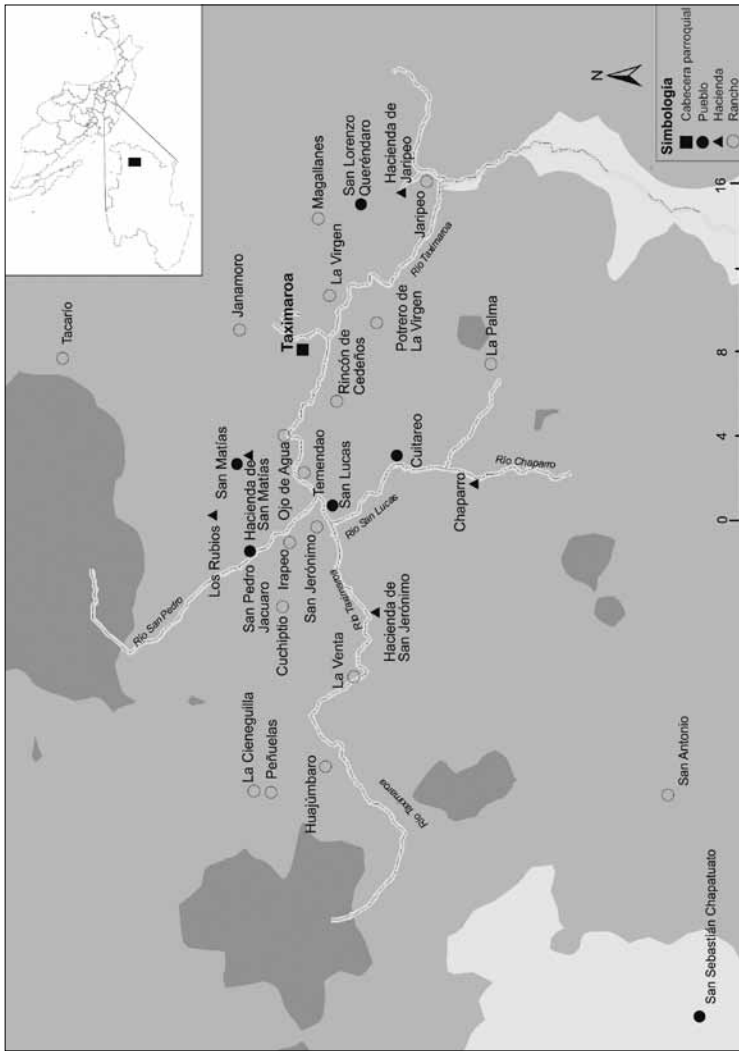 Tacario
Janamoro
Magallanes
San Lorenzo
Queréndaro
Hacienda de
Jaripeo
Jaripeo
La Virgen
Taximaroa
Rincón de
Cedeños
Potrero de
La Virgen
La Palma
Río Taximaroa
San Matías
Hacienda de
San Matías
Los Rubios
Ojo de Agua
Temendao
San Lucas
Cuitareo
Río San Lucas
Chaparro
Río Chaparro
San Pedro
Jacuaro
Irapeo
San Jerónimo
Cuchiptio
Río San Pedro
Río Taximaroa
Hacienda de
San Jerónimo
La Venta
La Cieneguilla
Peñuelas
Huajúmbaro
Río Taximaroa
San Antonio
San Sebastián Chapatuato
N
Simbología
Cabecera parroquial
Pueblo
Hacienda
Rancho
0 4 8 16